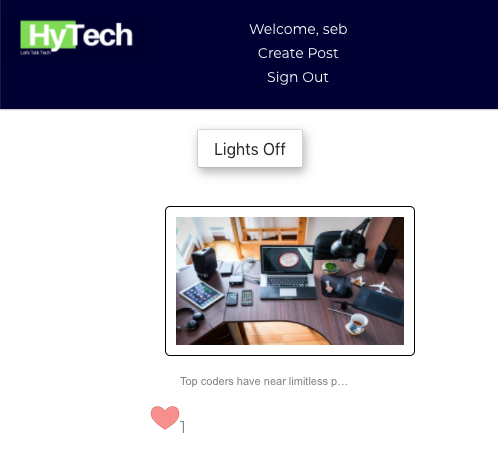 HyTech
Let's Talk Tech
Welcome, seb
Create Post
Sign Out
Lights Off
Top coders have near limitless p...
1